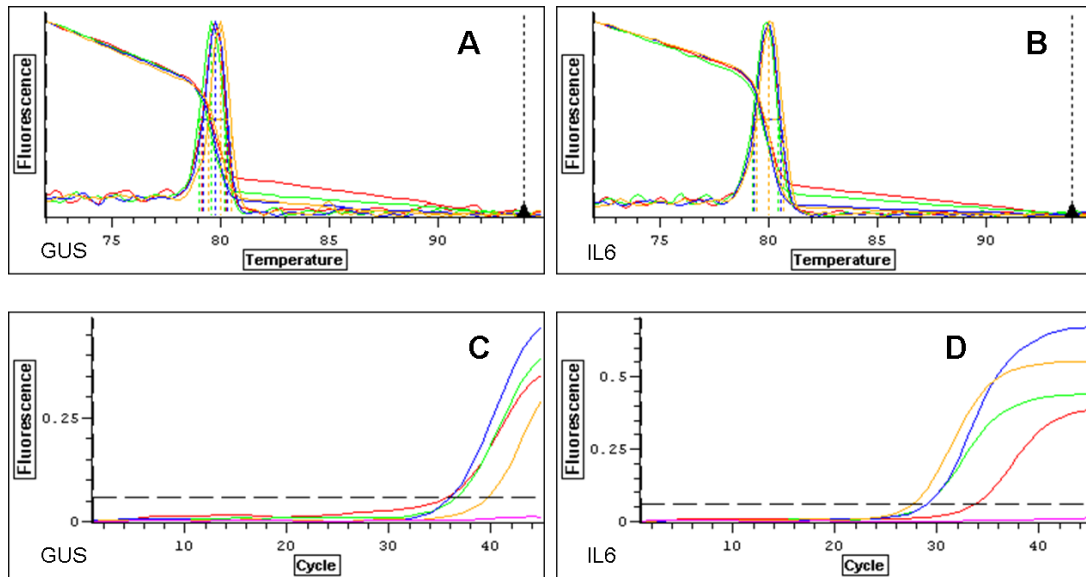 A
Fluorescence
75 80 85 90
GUS
Temperature
B
Fluorescence
75 80 85 90
IL6
Temperature
C
Fluorescence
0.25
0
10 20 30 40
GUS
Cycle
D
Fluorescence
0.5
0.25
0
10 20 30 40
IL6
Cycle